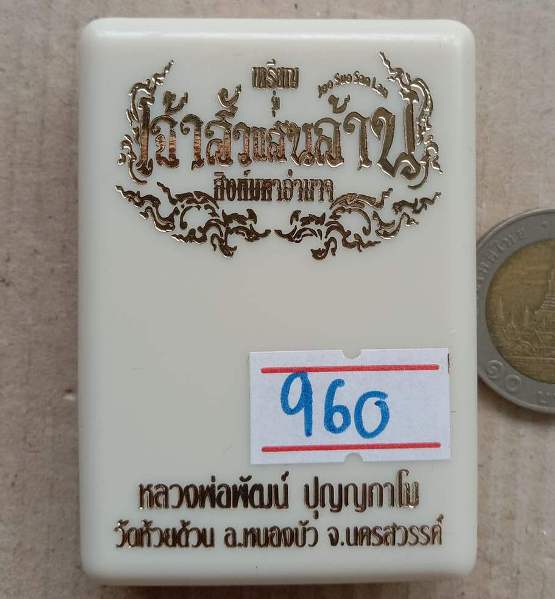 เหรียญ
รุ่น
Jao Sua San Lan
เจ้าสัวแสนล้าน
สิงห์มหาอำนาจ
960
หลวงพ่อพัฒน์ ปุญญกาโม
วัดห้วยด้วน อ.หนองบัว จ.นครสวรรค์